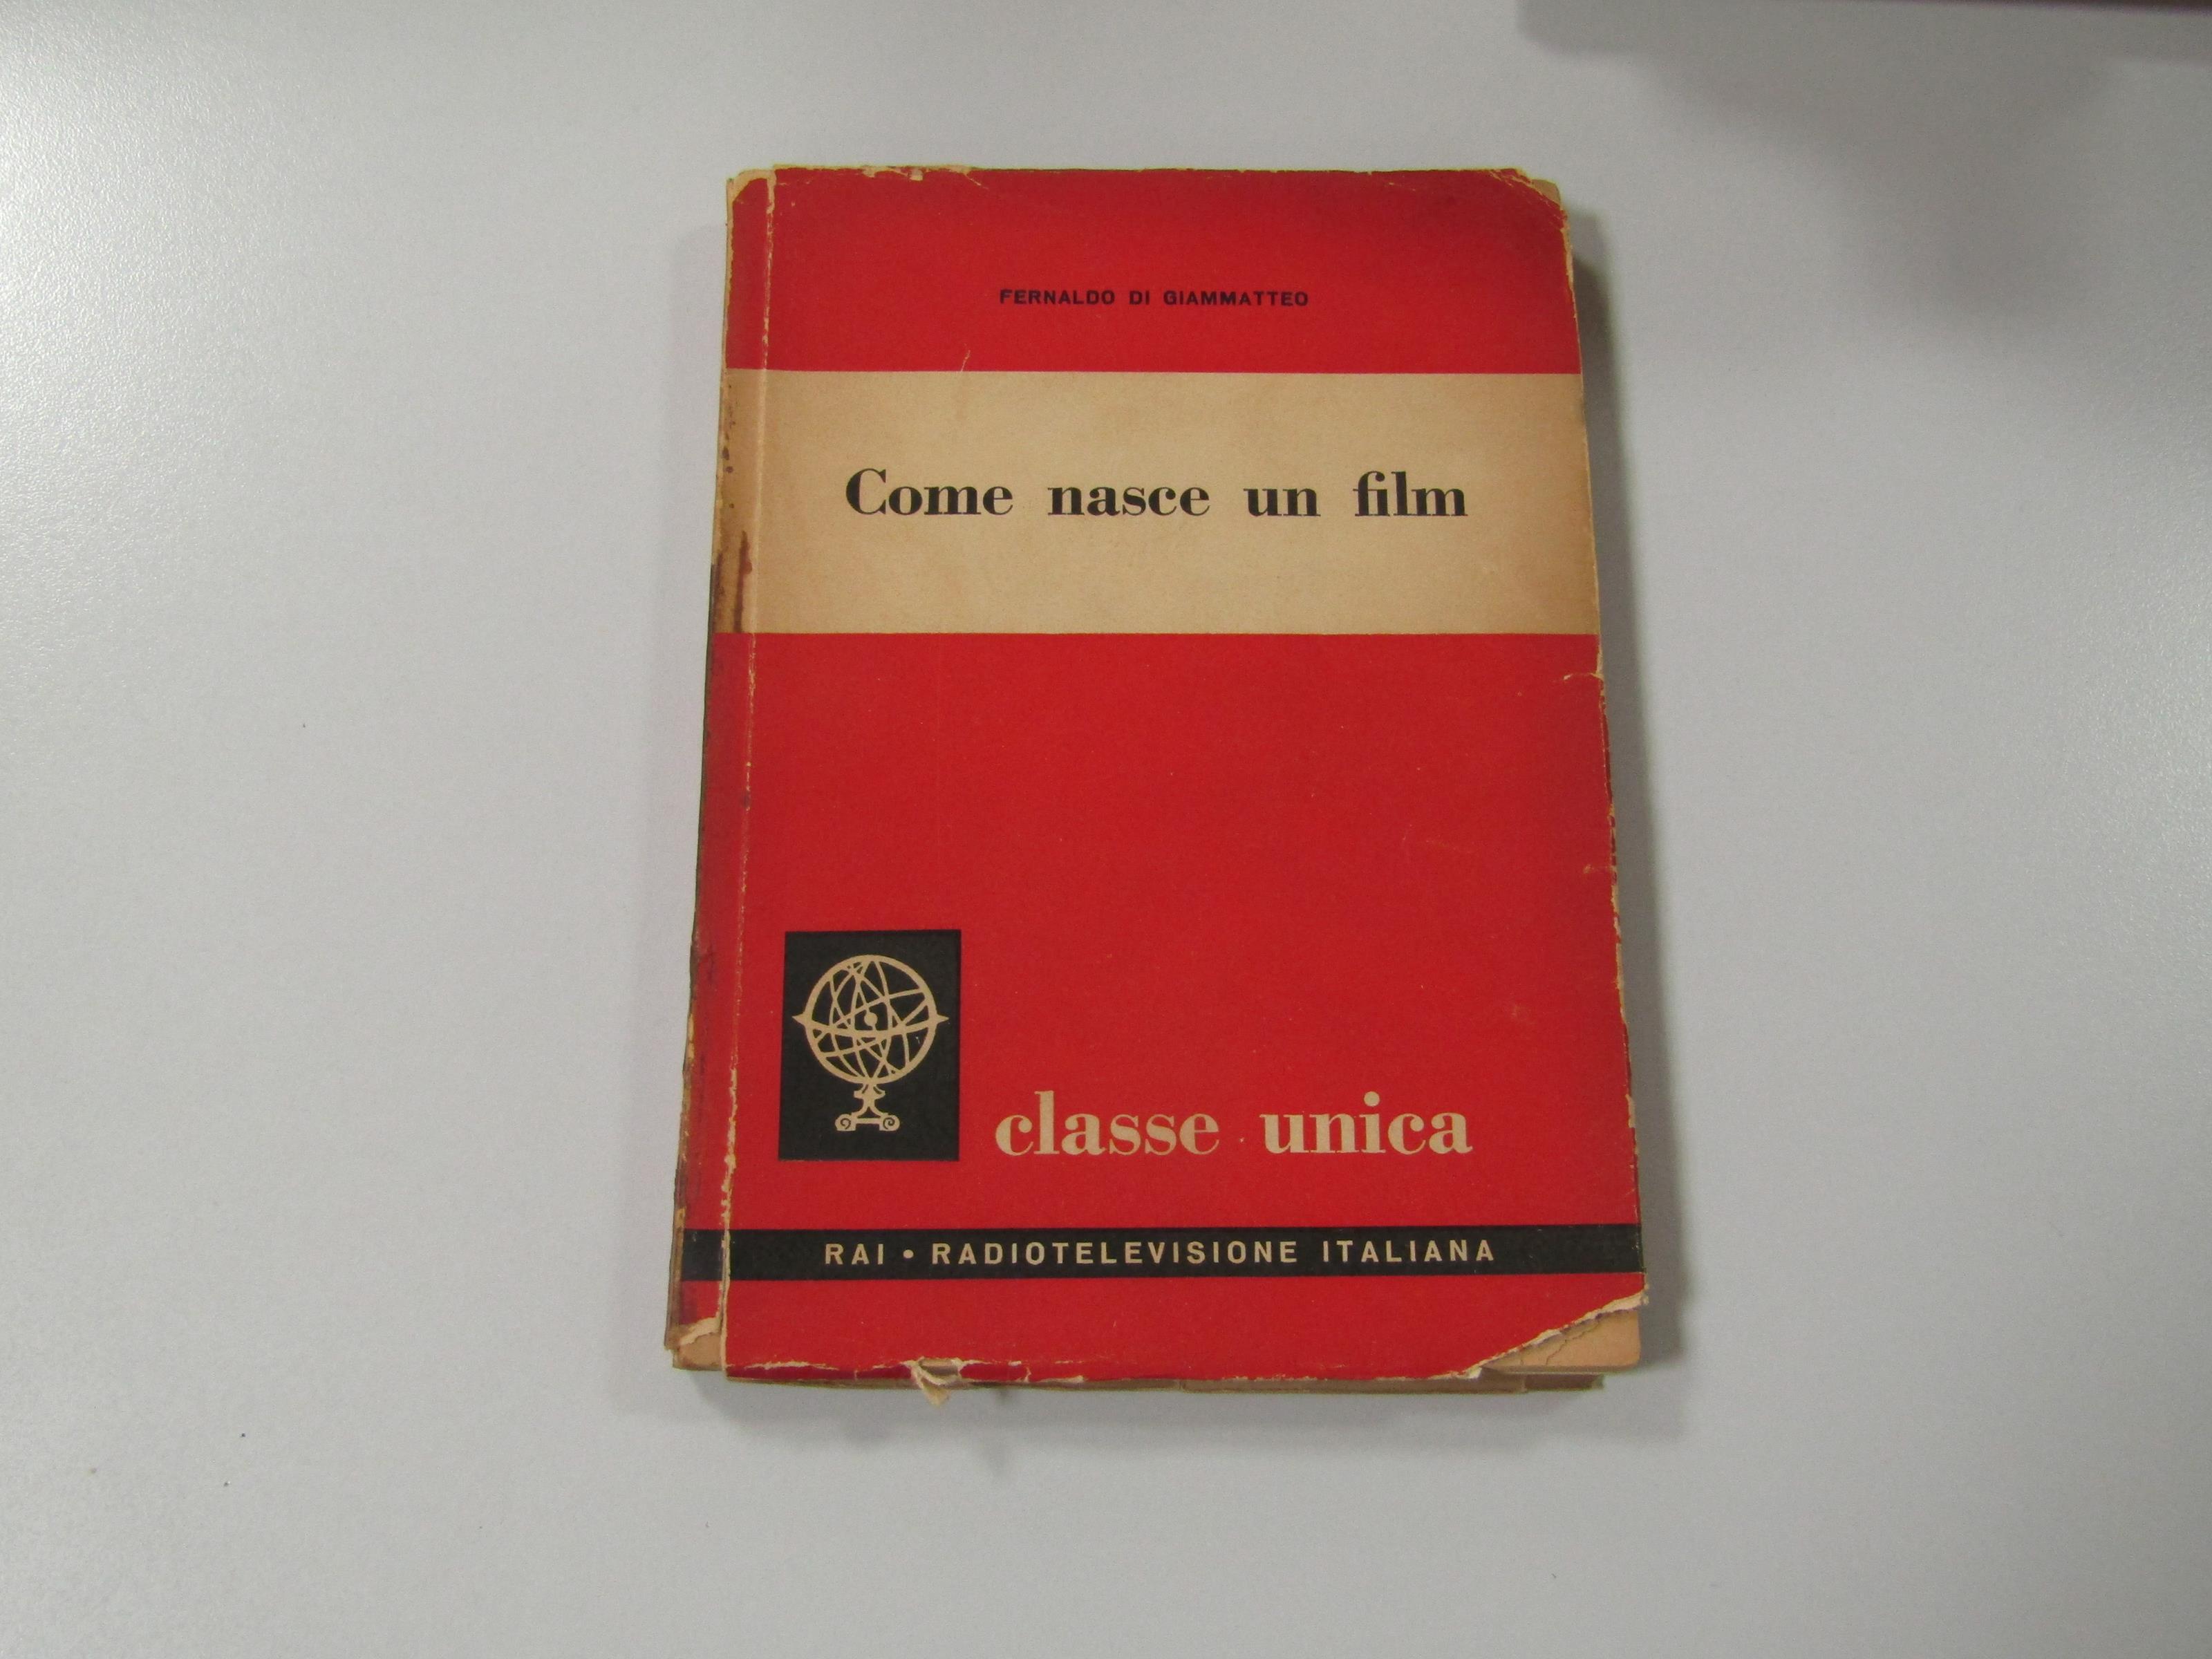 FERNALDO DI GIAMMATTEO
Come nasce un film
classe unica
RAI • RADIOTELEVISIONE ITALIANA